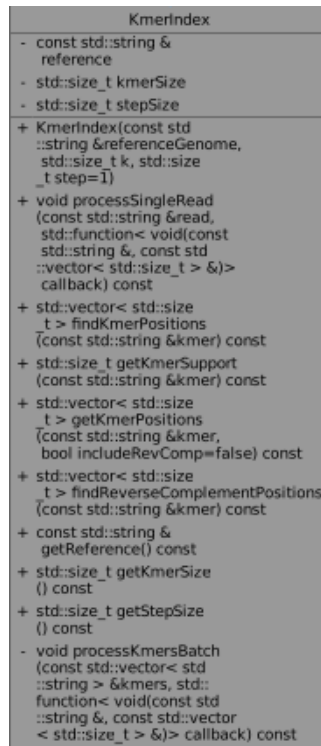 KmerIndex
- const std::string &
reference
- std::size_t kmerSize
- std::size_t stepSize
+ KmerIndex(const std
::string &referenceGenome,
std::size_t k, std::size
_t step=1)
+ void processSingleRead
(const std::string &read,
std::function< void(const
std::string &, const std
::vector< std::size_t > &)>
callback) const
+ std::vector< std::size
_t > findKmerPositions
(const std::string &kmer) const
+ std::size_t getKmerSupport
(const std::string &kmer) const
+ std::vector< std::size
_t > getKmerPositions
(const std::string &kmer,
bool includeRevComp=false) const
+ std::vector< std::size
_t > findReverseComplementPositions
(const std::string &kmer) const
+ const std::string &
getReference() const
+ std::size_t getKmerSize
() const
+ std::size_t getStepSize
() const
- void processKmersBatch
(const std::vector< std
::string > &kmers, std::
function< void(const std
::string &, const std::vector
< std::size_t > &)> callback) const